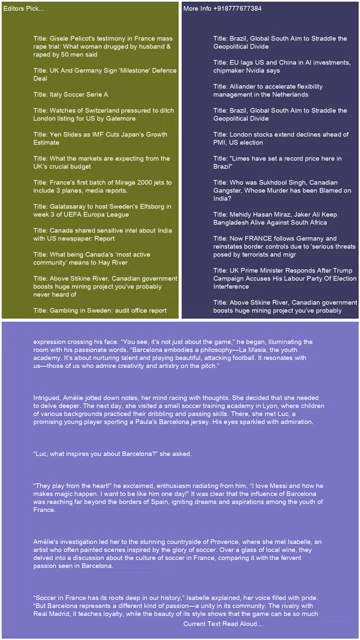 Editors Pick...
Title: Gisele Pelicot's testimony in France mass
rape trial: What woman drugged by husband &
raped by 50 men said
Title: UK And Germany Sign 'Milestone' Defence
Deal
Title: Italy Soccer Serie A
Title: Watches of Switzerland pressured to ditch
London listing for US by Gatemore
Title: Yen Slides as IMF Cuts Japan's Growth
Estimate
Title: What the markets are expecting from the
UK's crucial budget
Title: France's first batch of Mirage 2000 jets to
include 3 planes, media reports.
Title: Galatasaray to host Sweden's Elfsborg in
week 3 of UEFA Europa League
Title: Canada shared sensitive intel about India
with US newspaper: Report
Title: What being Canada's 'most active
community' means to Hay River
Title: Above Stikine River, Canadian government
boosts huge mining project you've probably
never heard of
Title: Gambling in Sweden: audit office report
More Info +918777677384
Title: Brazil, Global South Aim to Straddle the
Geopolitical Divide
Title: EU lags US and China in AI investments,
chipmaker Nvidia says
Title: Alliander to accelerate flexibility
management in the Netherlands
Title: Brazil, Global South Aim to Straddle the
Geopolitical Divide
Title: London stocks extend declines ahead of
PMI, US election
Title: "Limes have set a record price here in
Brazil"
Title: Who was Sukhdool Singh, Canadian
Gangster, Whose Murder has been Blamed on
India?
Title: Mehidy Hasan Miraz, Jaker Ali Keep
Bangladesh Alive Against South Africa
Title: Now FRANCE follows Germany and
reinstates border controls due to 'serious threats
posed by terrorists and migr
Title: UK Prime Minister Responds After Trump
Campaign Accuses His Labour Party Of Election
Interference
Title: Above Stikine River, Canadian government
boosts huge mining project you've probably
expression crossing his face. "You see, it's not just about the game," he began, illuminating the
room with his passionate words. "Barcelona embodies a philosophy—La Masia, the youth
academy. It's about nurturing talent and playing beautiful, attacking football. It resonates with
us—those of us who admire creativity and artistry on the pitch."
Intrigued, Amélie jotted down notes, her mind racing with thoughts. She decided that she needed
to delve deeper. The next day, she visited a small soccer training academy in Lyon, where children
of various backgrounds practiced their dribbling and passing skills. There, she met Luc, a
promising young player sporting a Paula's Barcelona jersey. His eyes sparkled with admiration.
"Luc, what inspires you about Barcelona?" she asked.
"They play from the heart!" he exclaimed, enthusiasm radiating from him. "I love Messi and how he
makes magic happen. I want to be like him one day!" It was clear that the influence of Barcelona
was reaching far beyond the borders of Spain, igniting dreams and aspirations among the youth of
France.
Amélie's investigation led her to the stunning countryside of Provence, where she met Isabelle, an
artist who often painted scenes inspired by the glory of soccer. Over a glass of local wine, they
delved into a discussion about the culture of soccer in France, comparing it with the fervent
passion seen in Barcelona.
"Soccer in France has its roots deep in our history," Isabelle explained, her voice filled with pride.
"But Barcelona represents a different kind of passion—a unity in its community. The rivalry with
Real Madrid, it teaches loyalty, while the beauty of its style shows that the game can be so much
Current Text Read Aloud...